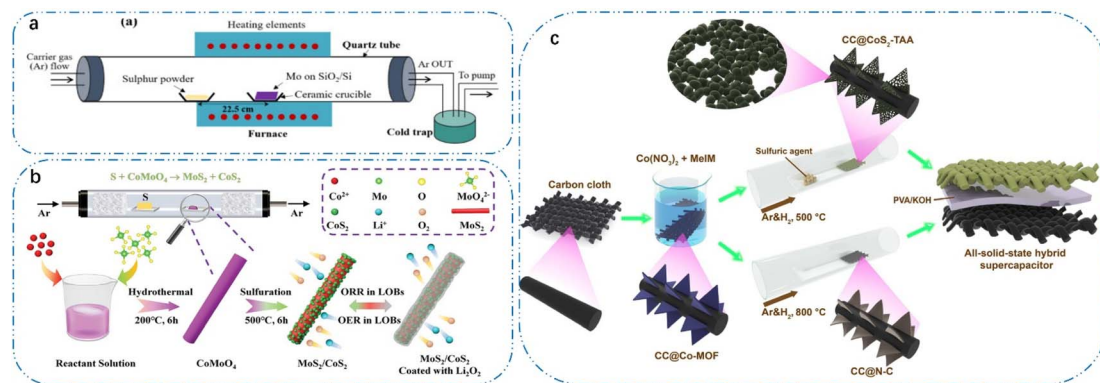 a
(a)
Heating elements
Carrier gas
(Ar) flow
Quartz tube
Sulphur powder
Mo on SiO₂/Si
Ceramic crucible
22.5 cm
Furnace
Ar OUT
To pump
Cold trap
b
S + CoMoO₄ → MoS₂ + CoS₂
Ar
S
Ar
Co²⁺
Mo
O
MoO₄²⁻
CoS₂
Li⁺
O₂
MoS₂
Hydrothermal
200°C, 6h
Sulfuration
500°C, 6h
ORR in LOBs
OER in LOBs
Reactant Solution
CoMoO₄
MoS₂/CoS₂
MoS₂/CoS₂
Coated with Li₂O₂
c
CC@CoS₂-TAA
Co(NO₃)₂ + MeIM
Sulfuric agent
Carbon cloth
Ar&H₂, 500 °C
PVA/KOH
All-solid-state hybrid
supercapacitor
Ar&H₂, 800 °C
CC@Co-MOF
CC@N-C